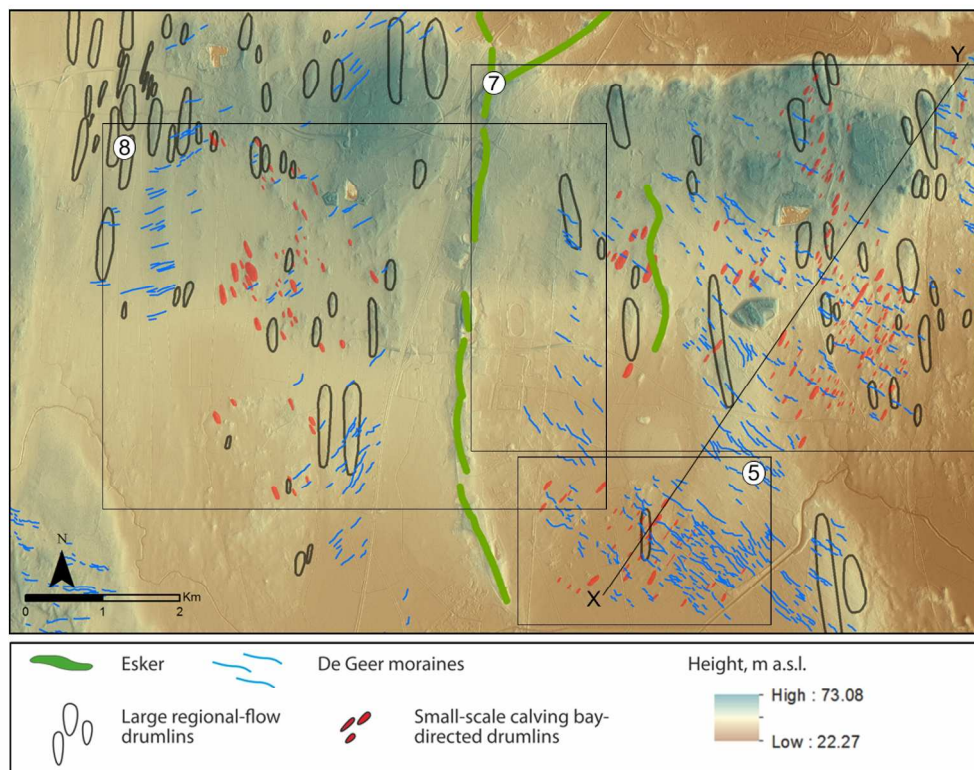 Y
7
8
5
X
N
Km
0 1 2
Esker
De Geer moraines
Height, m a.s.l.
High : 73.08
Low : 22.27
Large regional-flow
drumlins
Small-scale calving bay-
directed drumlins